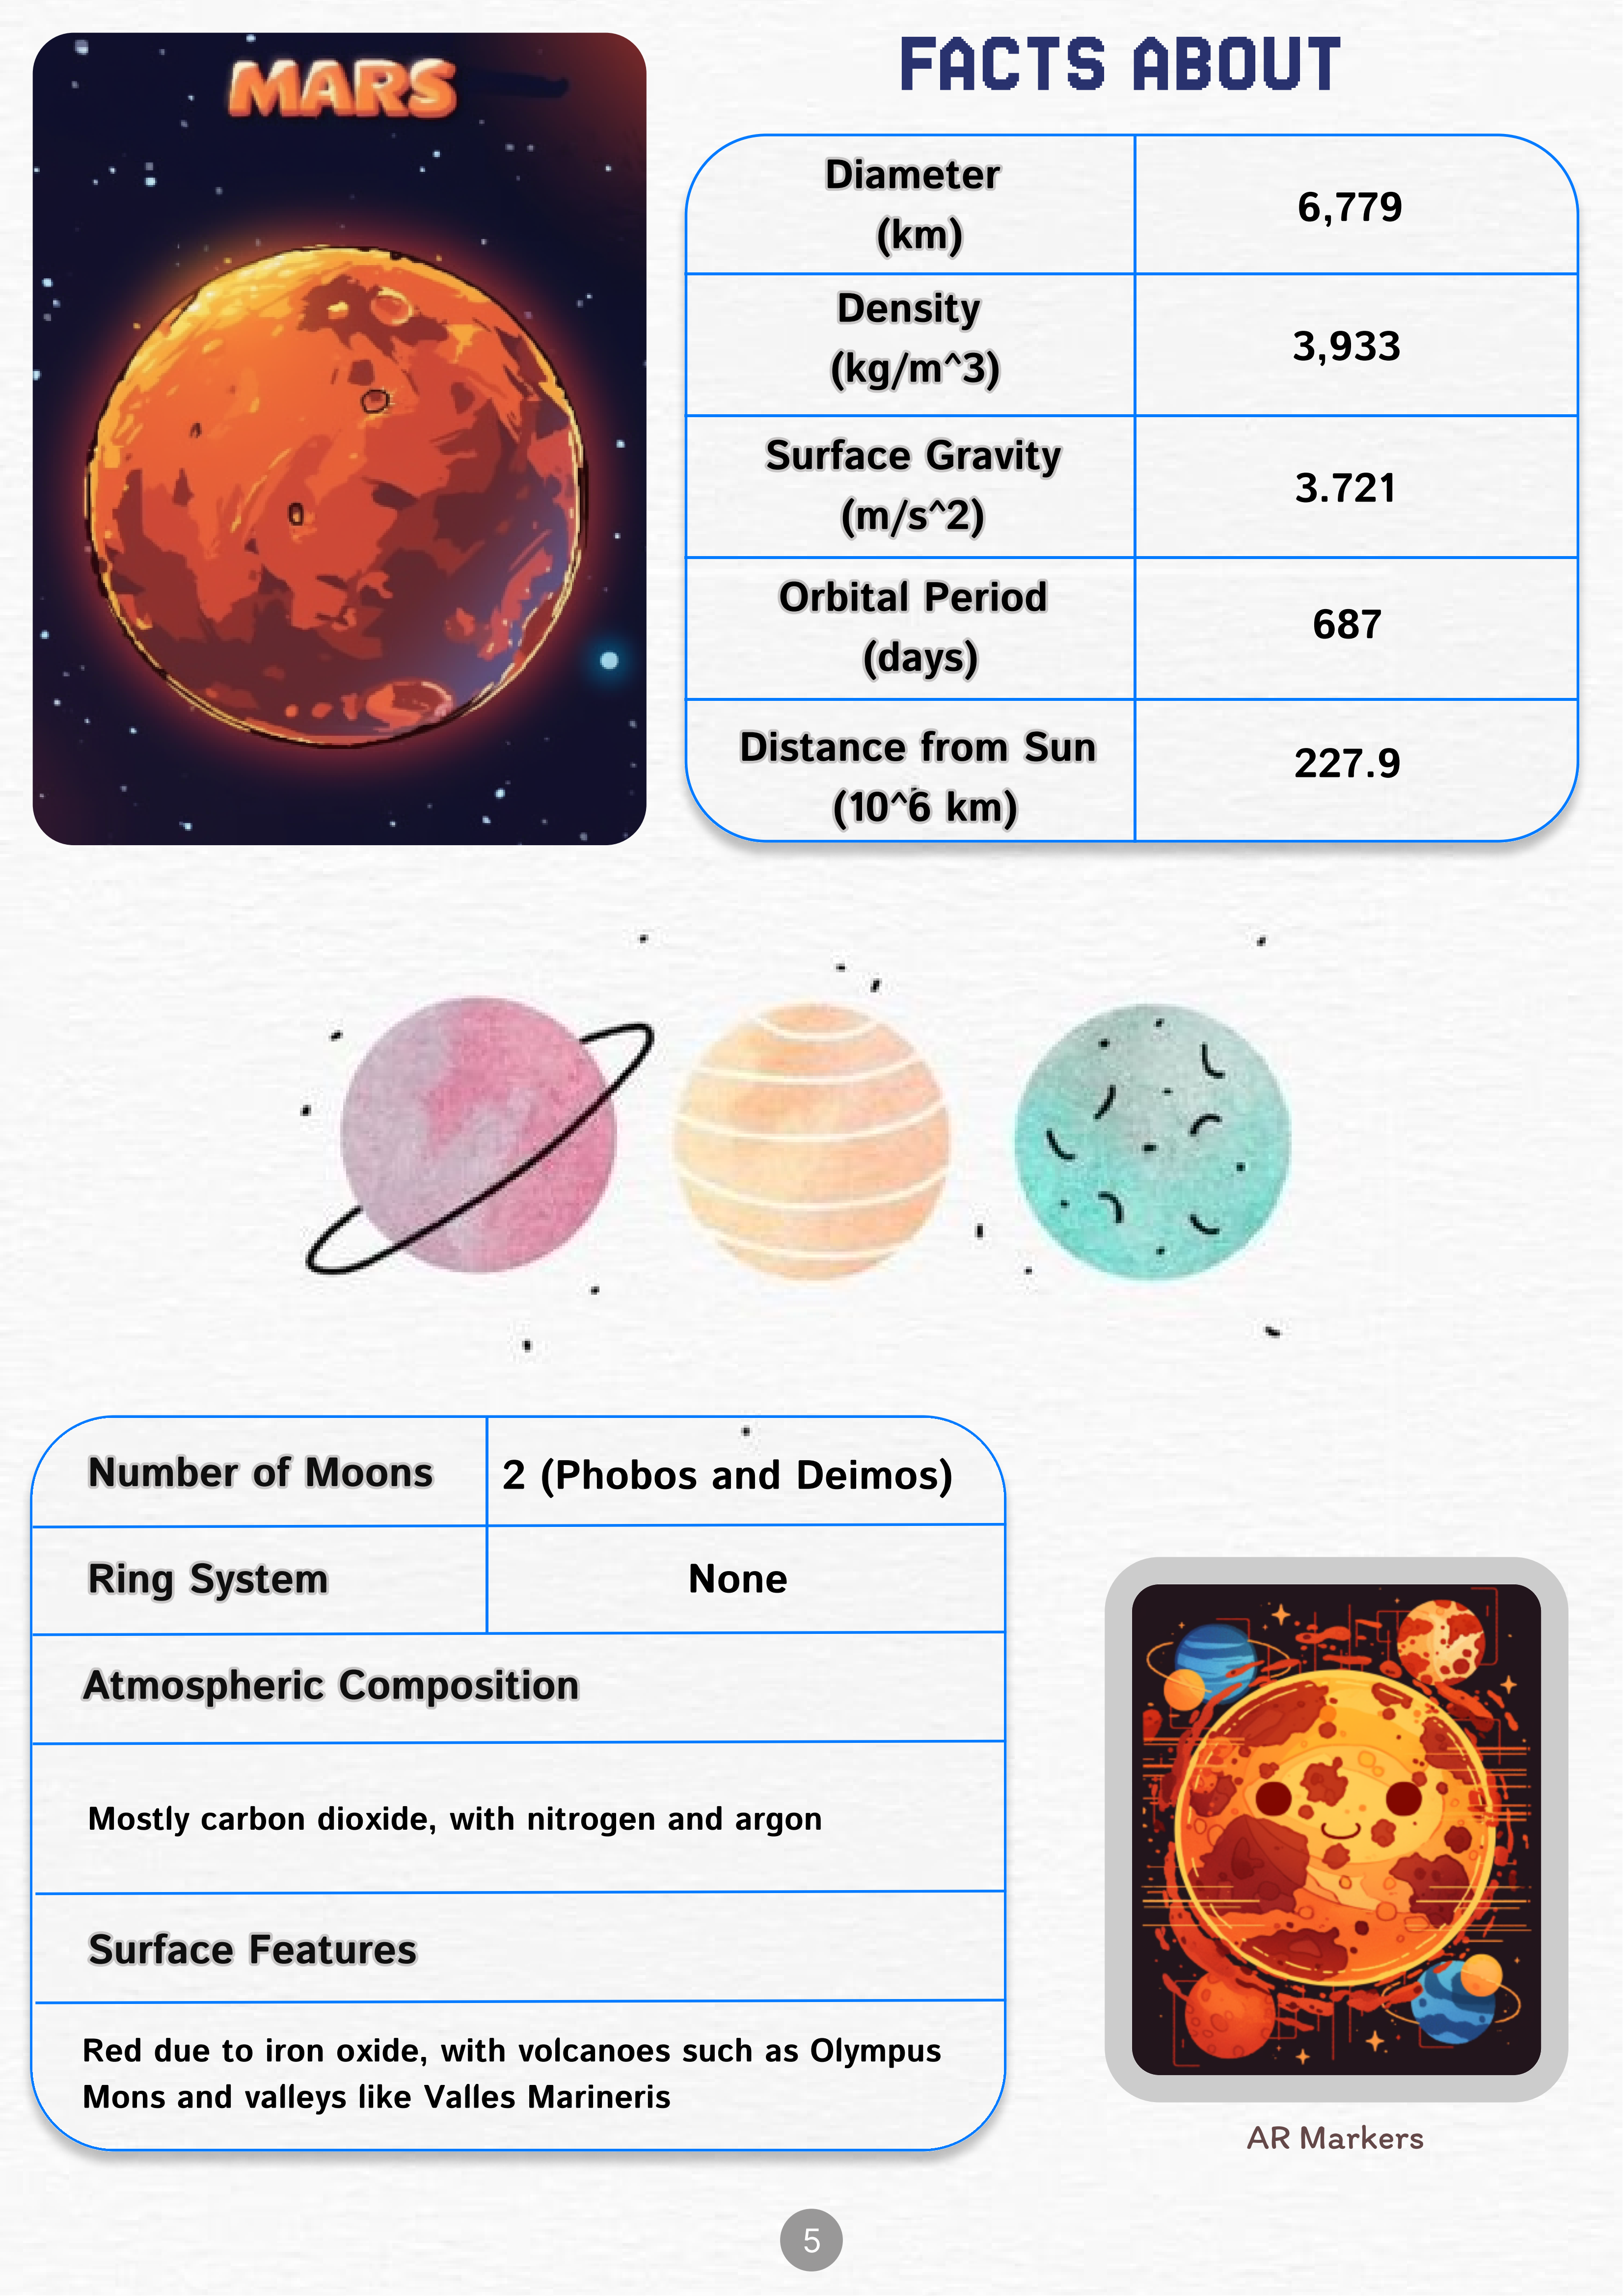 MARS
FACTS ABOUT
Diameter
(km)
6,779
Density
(kg/m^3)
3,933
Surface Gravity
(m/s^2)
3.721
Orbital Period
(days)
687
Distance from Sun
(10^6 km)
227.9
Number of Moons
2 (Phobos and Deimos)
Ring System
None
Atmospheric Composition
Mostly carbon dioxide, with nitrogen and argon
Surface Features
Red due to iron oxide, with volcanoes such as Olympus
Mons and valleys like Valles Marineris
AR Markers
5